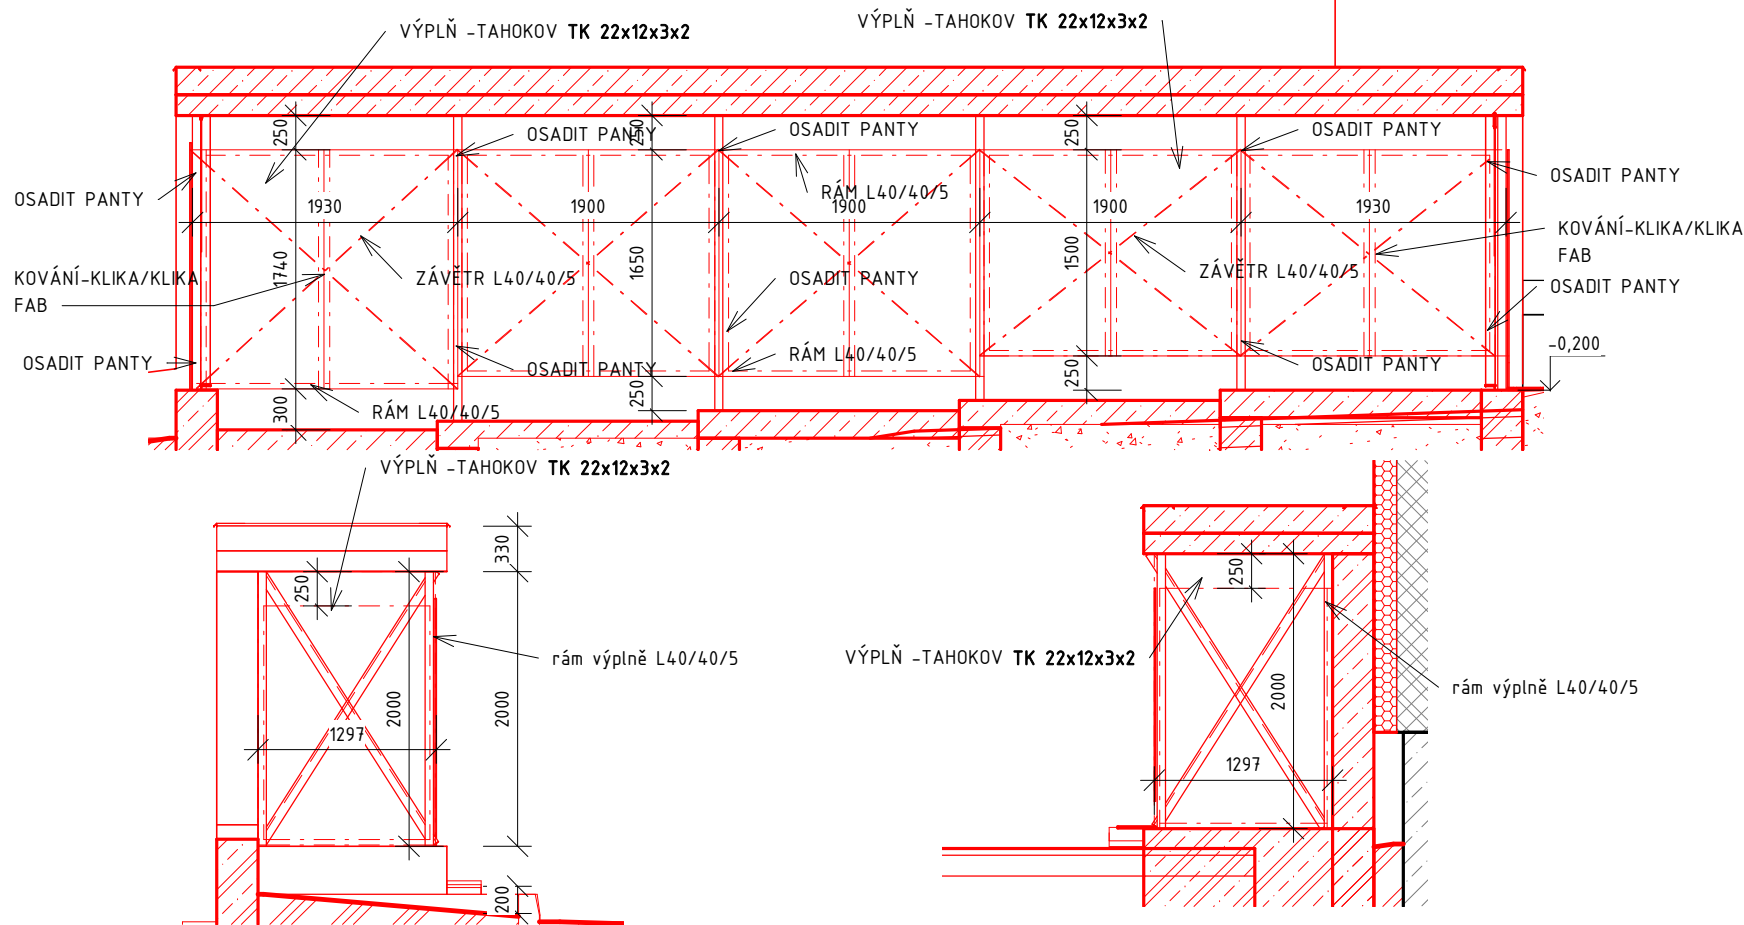 VÝPLŇ -TAHOKOV TK 22x12x3x2
VÝPLŇ -TAHOKOV TK 22x12x3x2
250
250
250
OSADIT PANTY
OSADIT PANTY
OSADIT PANTY
OSADIT PANTY
OSADIT PANTY
RÁM L40/40/5
1930
1900
1900
1900
1930
KOVÁNÍ-KLIKA/KLIKA
FAB
KOVÁNÍ-KLIKA/KLIKA
FAB
1740
1650
1500
ZÁVĚTR L40/40/5
OSADIT PANTY
ZÁVĚTR L40/40/5
OSADIT PANTY
-0,200
OSADIT PANTY
OSADIT PANTY
RÁM L40/40/5
OSADIT PANTY
300
250
250
RÁM L40/40/5
VÝPLŇ -TAHOKOV TK 22x12x3x2
330
250
2000
2000
1297
200
rám výplně L40/40/5
250
VÝPLŇ -TAHOKOV TK 22x12x3x2
2000
1297
rám výplně L40/40/5